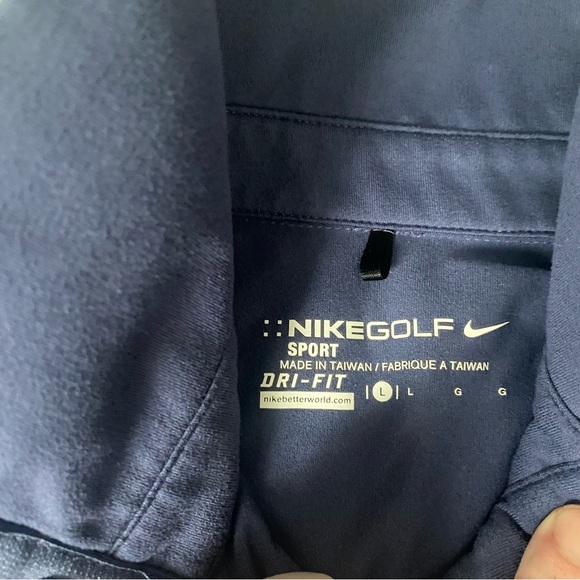 ::NIKEGOLF
SPORT
MADE IN TAIWAN / FABRIQUE A TAIWAN
DRI-FIT
nikebetterworld.com
|L| L G G